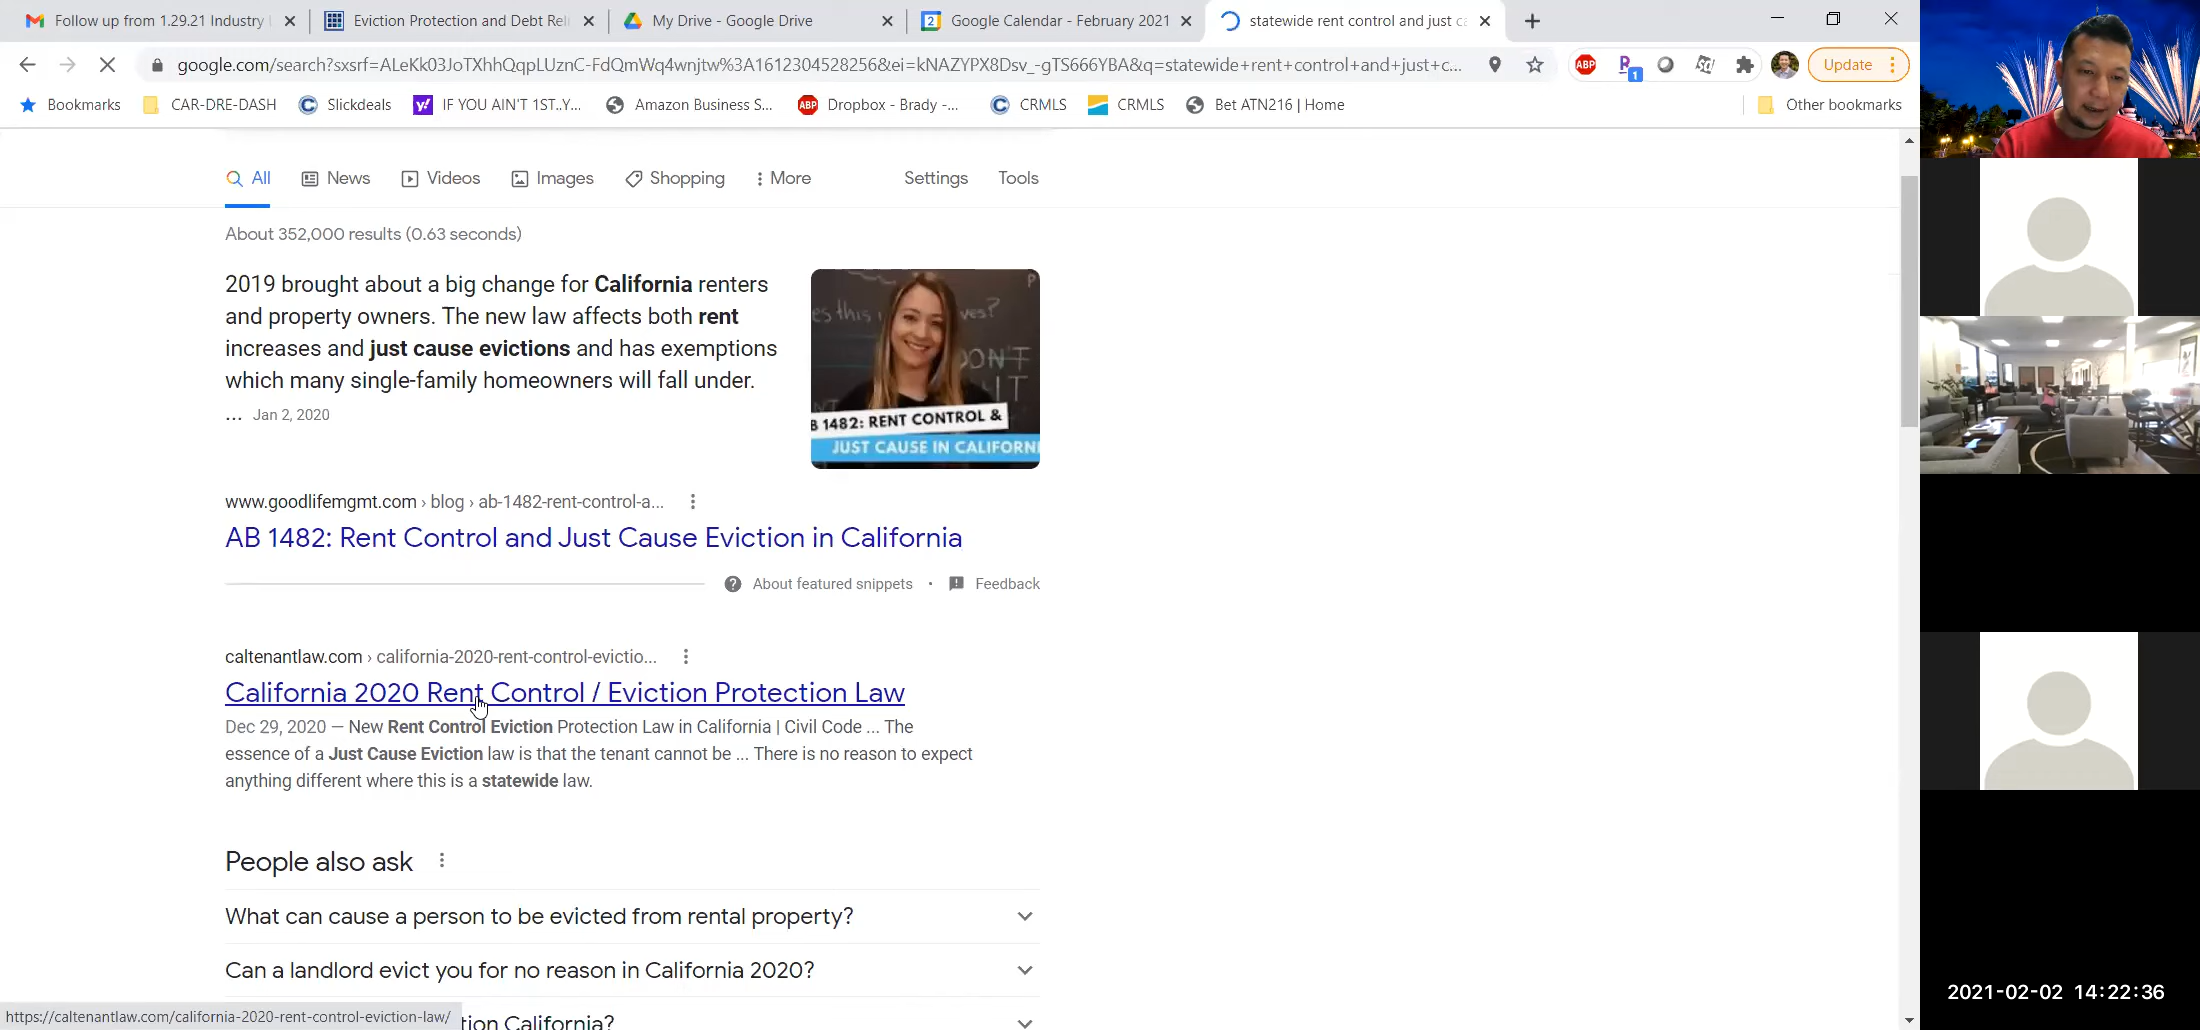 Follow up from 1.29.21 Industry
Eviction Protection and Debt Rel
My Drive - Google Drive
2
Google Calendar - February 2021
statewide rent control and just c
google.com/search?sxsrf=ALeKk03JoTXhhQqpLUznC-FdQmWq4wnjtw%3A1612304528256&ei=kNAZYPX8Dsv_-gTS666YBA&q=statewide+rent+control+and+just+c...
ABP
1
Update
Bookmarks
CAR-DRE-DASH
Slickdeals
IF YOU AIN'T 1ST..Y...
Amazon Business S...
ABP
Dropbox - Brady -...
CRMLS
CRMLS
Bet ATN216 | Home
Other bookmarks
All
News
Videos
Images
Shopping
More
Settings
Tools
About 352,000 results (0.63 seconds)
2019 brought about a big change for California renters
and property owners. The new law affects both rent
increases and just cause evictions and has exemptions
which many single-family homeowners will fall under.
... Jan 2, 2020
es this
ves?
DON'T
IT
B 1482: RENT CONTROL &
JUST CAUSE IN CALIFORNI
www.goodlifemgmt.com › blog › ab-1482-rent-control-a...
AB 1482: Rent Control and Just Cause Eviction in California
About featured snippets • Feedback
caltenantlaw.com › california-2020-rent-control-evictio...
California 2020 Rent Control / Eviction Protection Law
Dec 29, 2020 — New Rent Control Eviction Protection Law in California | Civil Code ... The
essence of a Just Cause Eviction law is that the tenant cannot be ... There is no reason to expect
anything different where this is a statewide law.
People also ask
What can cause a person to be evicted from rental property?
Can a landlord evict you for no reason in California 2020?
tion California?
https://caltenantlaw.com/california-2020-rent-control-eviction-law/
2021-02-02 14:22:36